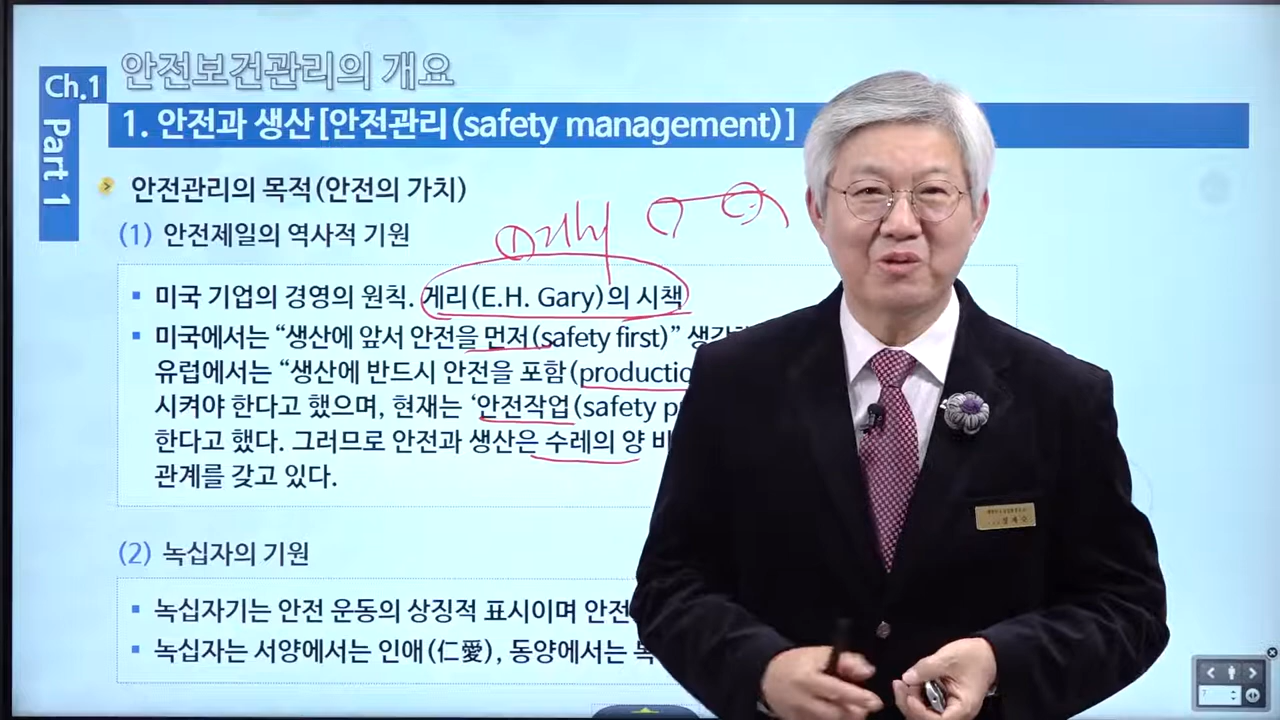 안전보건관리의 개요
Ch.1
Part 1
1. 안전과 생산 [안전관리(safety management)]
안전관리의 목적(안전의 가치)
(1) 안전제일의 역사적 기원
미국 기업의 경영의 원칙. 게리(E.H. Gary)의 시책
미국에서는 “생산에 앞서 안전을 먼저(safety first)”
유럽에서는 “생산에 반드시 안전을 포함
시켜야 한다고 했으며, 현재는 ‘안전작업(safety
한다고 했다. 그러므로 안전과 생산은 수레의 양
관계를 갖고 있다.
(2) 녹십자의 기원
녹십자기는 안전 운동의 상징적 표시이며
녹십자는 서양에서는 인애(仁愛), 동양에서는